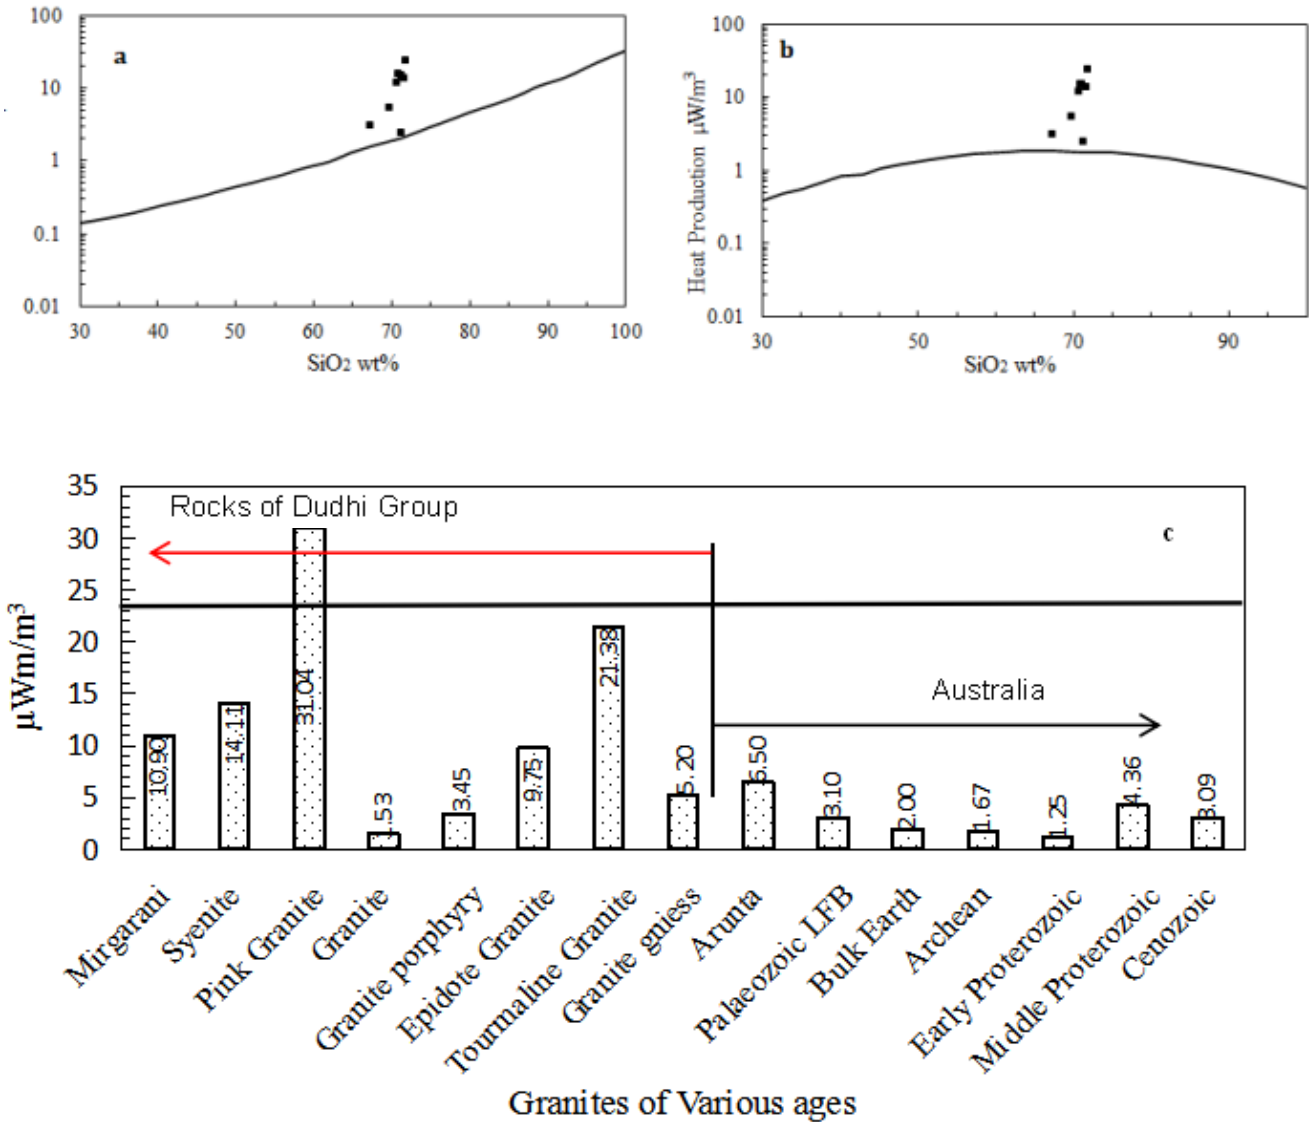 100
10
1
0.1
0.01
a
30 40 50 60 70 80 90 100
SiO2 wt%
Heat Production µW/m3
100
10
1
0.1
0.01
b
30 50 70 90
SiO2 wt%
µWm/m3
35
30
25
20
15
10
5
0
Rocks of Dudhi Group
c
Australia
10.90
14.11
31.04
1.53
3.45
9.75
21.38
5.20
6.50
3.10
2.00
1.67
1.25
4.36
3.09
Mirgarani
Syenite
Pink Granite
Granite
Granite porphyry
Epidote Granite
Tourmaline Granite
Granite gniess
Arunta
Palaeozoic LFB
Bulk Earth
Archean
Early Proterozoic
Middle Proterozoic
Cenozoic
Granites of Various ages